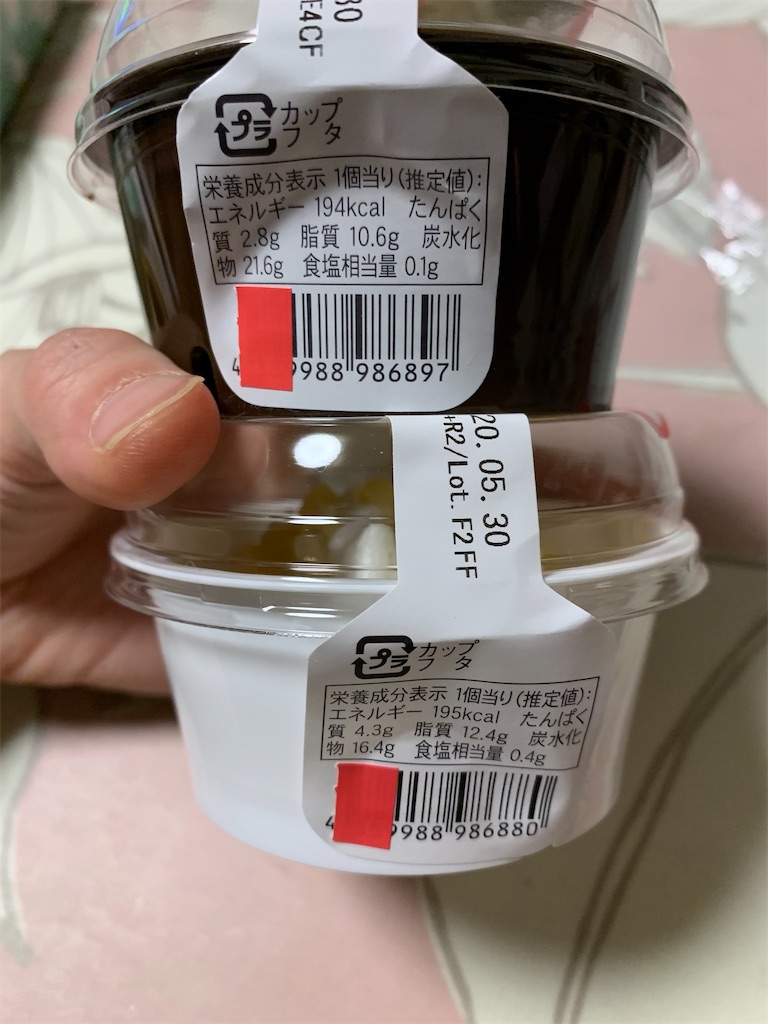 30
E4CF
プラ
カップ
フタ
栄養成分表示 1個当り(推定値):
エネルギー 194kcal たんぱく
質 2.8g 脂質 10.6g 炭水化
物 21.6g 食塩相当量 0.1g
4 9988 986897
20.05.30
+R2/Lot.F2FF
プラ
カップ
フタ
栄養成分表示 1個当り(推定値):
エネルギー 195kcal たんぱく
質 4.3g 脂質 12.4g 炭水化
物 16.4g 食塩相当量 0.4g
4 9988 986880